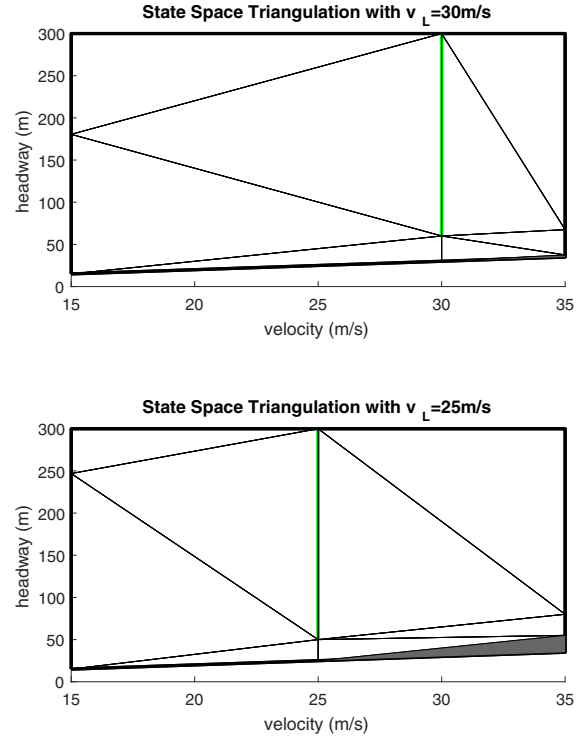 State Space Triangulation with v_L=30m/s
300
250
200
150
100
50
0
headway (m)
15 20 25 30 35
velocity (m/s)
State Space Triangulation with v_L=25m/s
300
250
200
150
100
50
0
headway (m)
15 20 25 30 35
velocity (m/s)